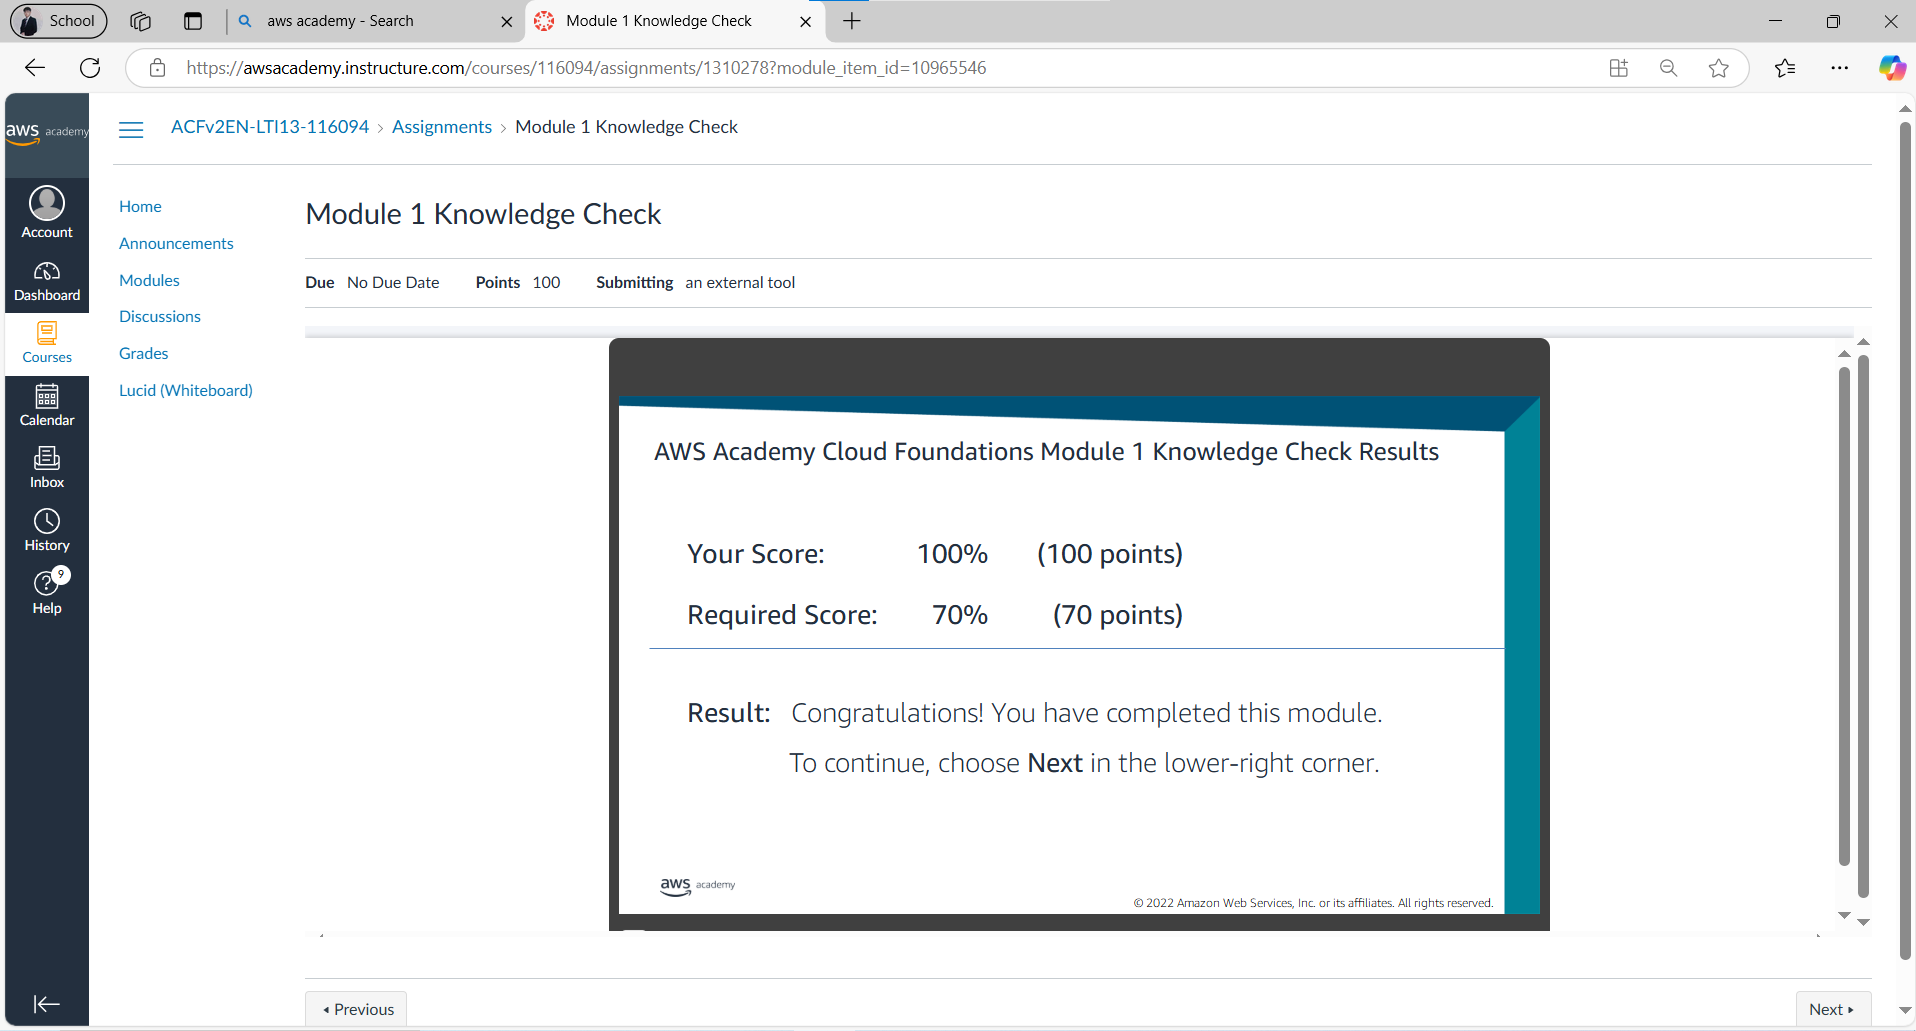 School
aws academy - Search
Module 1 Knowledge Check
https://awsacademy.instructure.com/courses/116094/assignments/1310278?module_item_id=10965546
aws academy
ACFv2EN-LTI13-116094 › Assignments › Module 1 Knowledge Check
Account
Dashboard
Courses
Calendar
Inbox
History
9
Help
Home
Announcements
Modules
Discussions
Grades
Lucid (Whiteboard)
Module 1 Knowledge Check
Due No Due Date Points 100 Submitting an external tool
AWS Academy Cloud Foundations Module 1 Knowledge Check Results
Your Score: 100% (100 points)
Required Score: 70% (70 points)
Result: Congratulations! You have completed this module.
To continue, choose Next in the lower-right corner.
aws academy
© 2022 Amazon Web Services, Inc. or its affiliates. All rights reserved.
Previous
Next